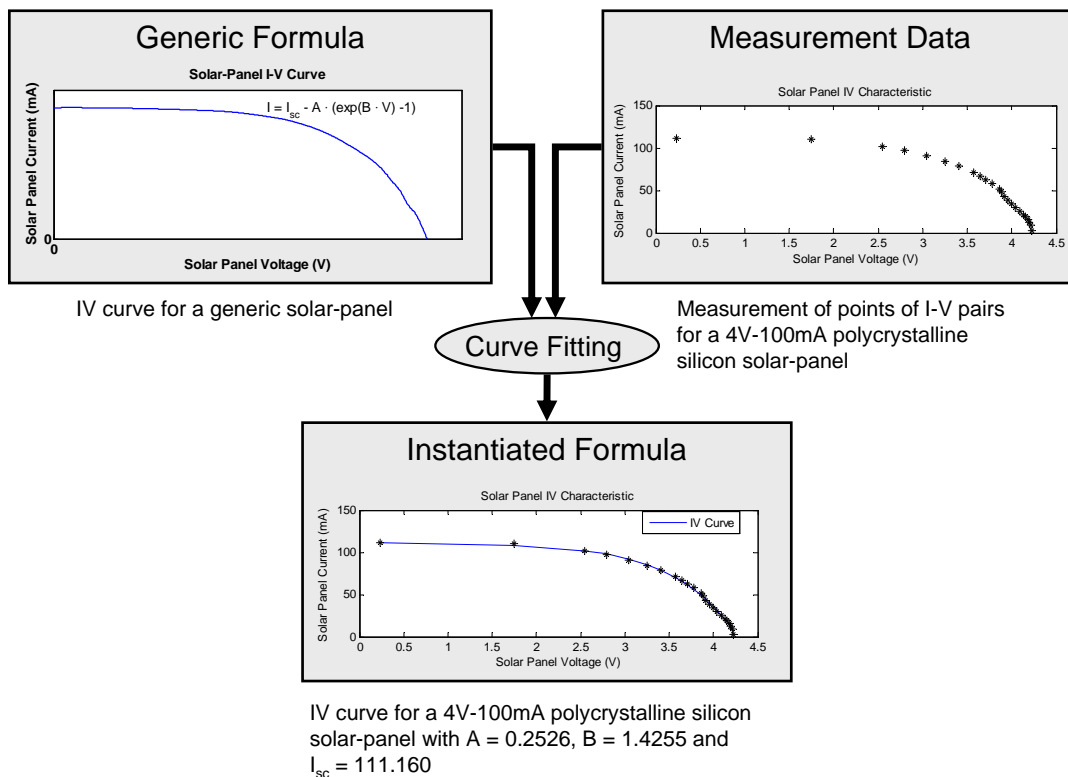 Generic Formula
Solar-Panel I-V Curve
I = I_sc - A · (exp(B · V) -1)
Solar Panel Current (mA)
0
0
Solar Panel Voltage (V)
IV curve for a generic solar-panel
Measurement Data
Solar Panel IV Characteristic
Solar Panel Current (mA)
150
100
50
0
0 0.5 1 1.5 2 2.5 3 3.5 4 4.5
Solar Panel Voltage (V)
Measurement of points of I-V pairs
for a 4V-100mA polycrystalline
silicon solar-panel
Curve Fitting
Instantiated Formula
Solar Panel IV Characteristic
IV Curve
Solar Panel Current (mA)
150
100
50
0
0 0.5 1 1.5 2 2.5 3 3.5 4 4.5
Solar Panel Voltage (V)
IV curve for a 4V-100mA polycrystalline silicon
solar-panel with A = 0.2526, B = 1.4255 and
I_sc = 111.160